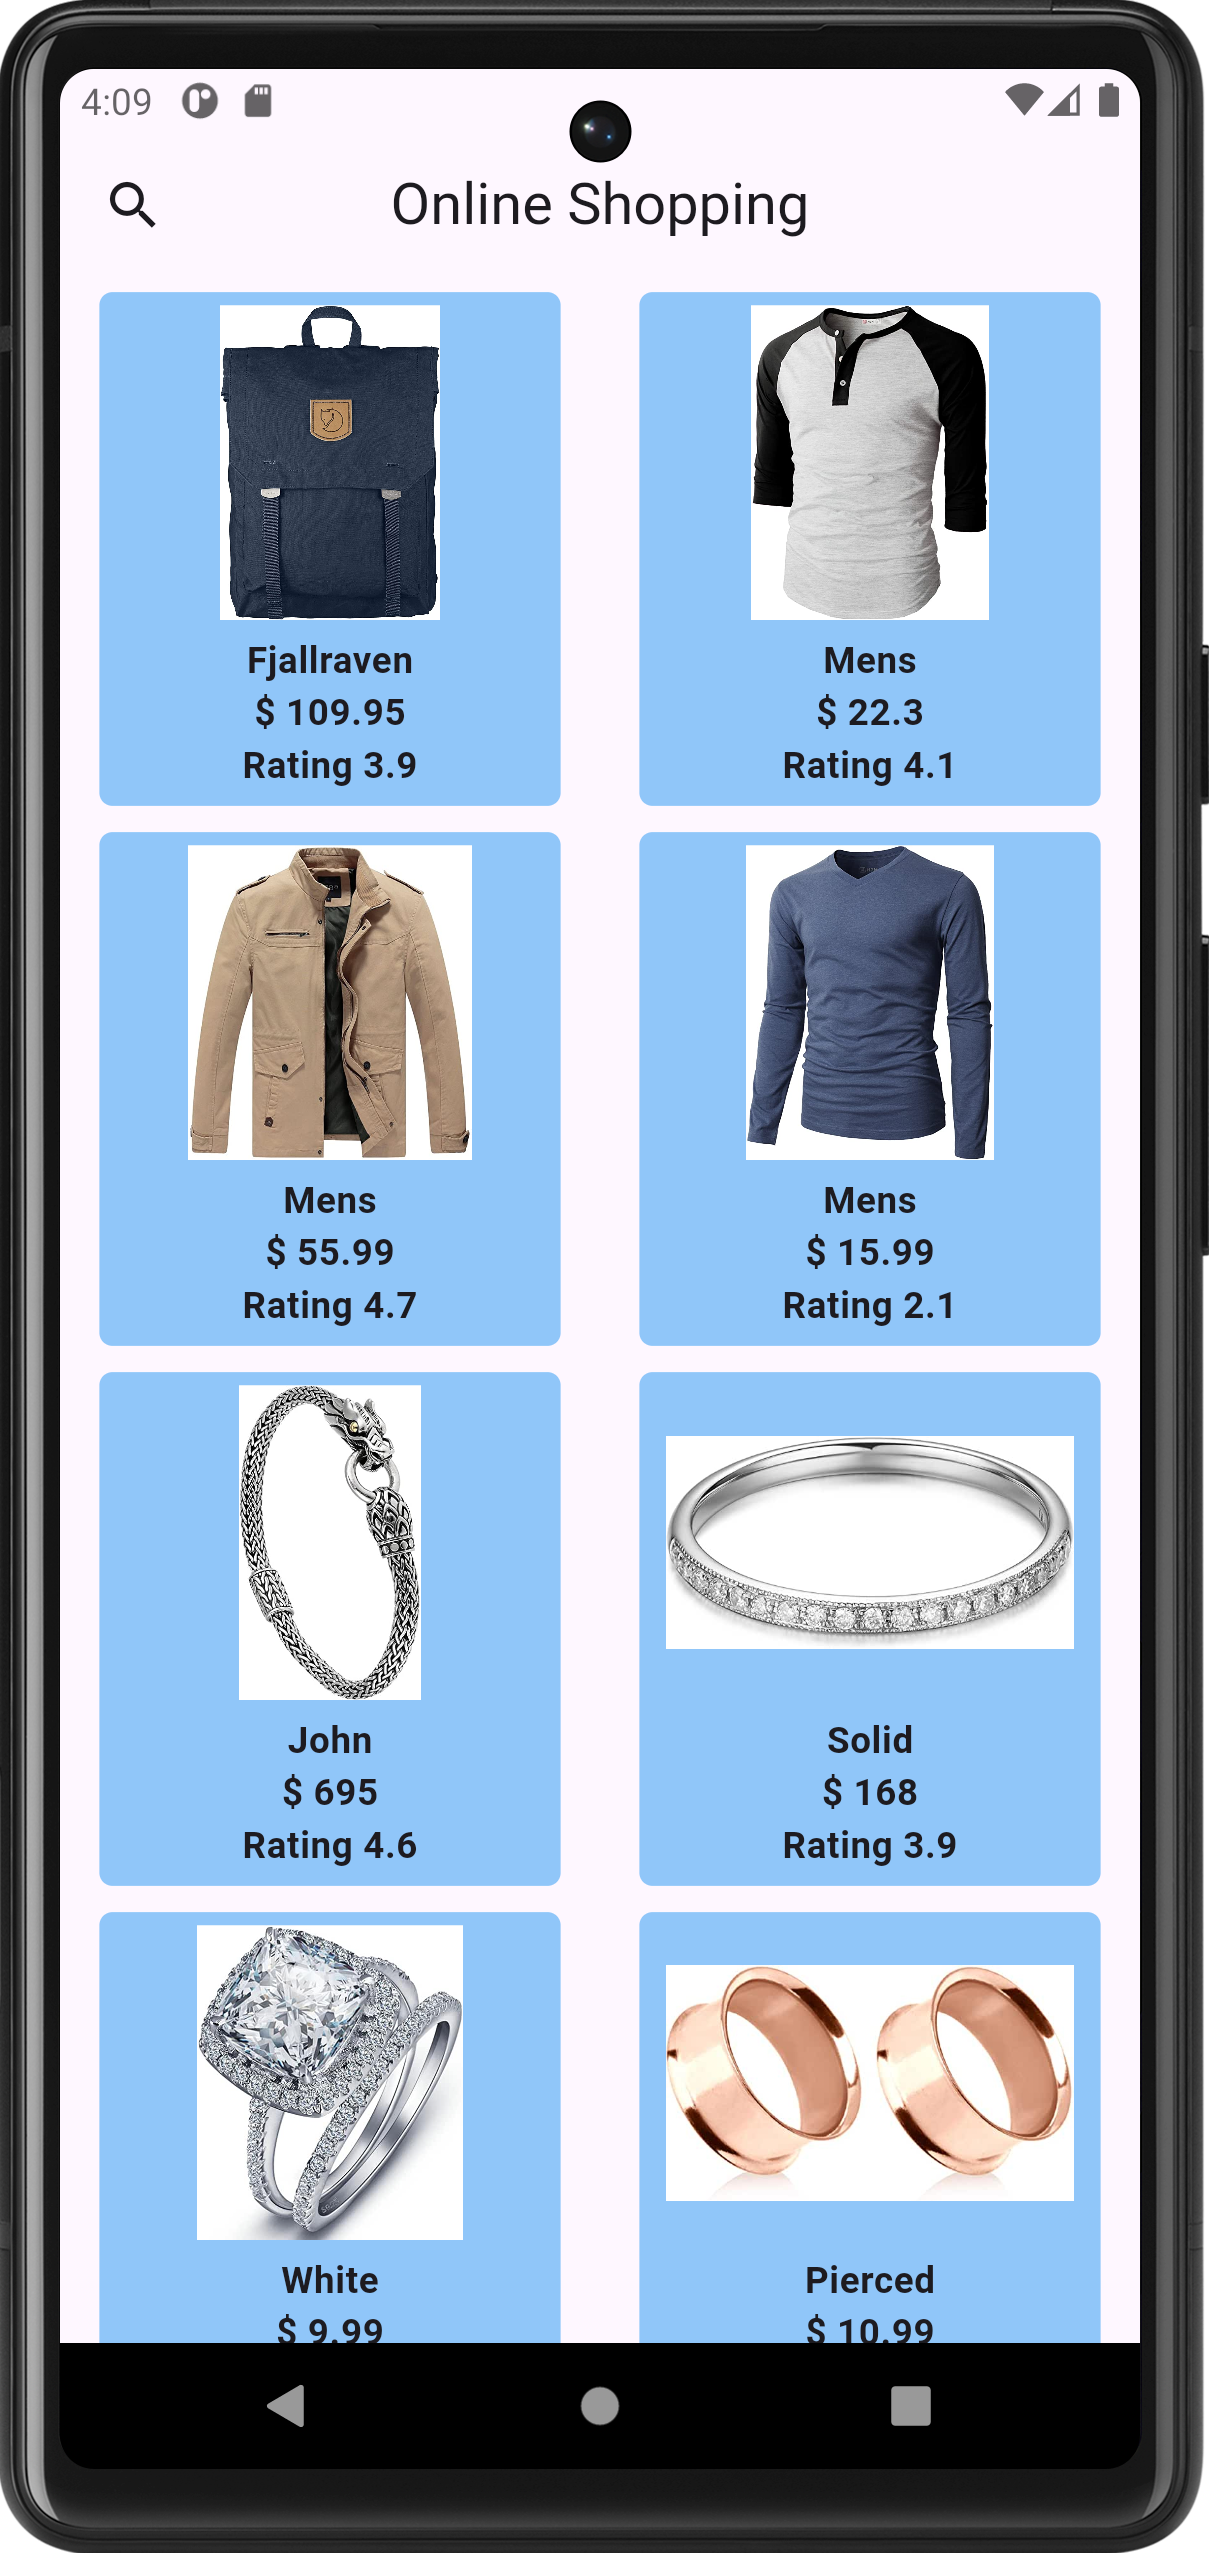 4:09
Online Shopping
Fjallraven
$ 109.95
Rating 3.9
Mens
$ 22.3
Rating 4.1
Mens
$ 55.99
Rating 4.7
Mens
$ 15.99
Rating 2.1
John
$ 695
Rating 4.6
Solid
$ 168
Rating 3.9
White
$ 9.99
Pierced
$ 10.99